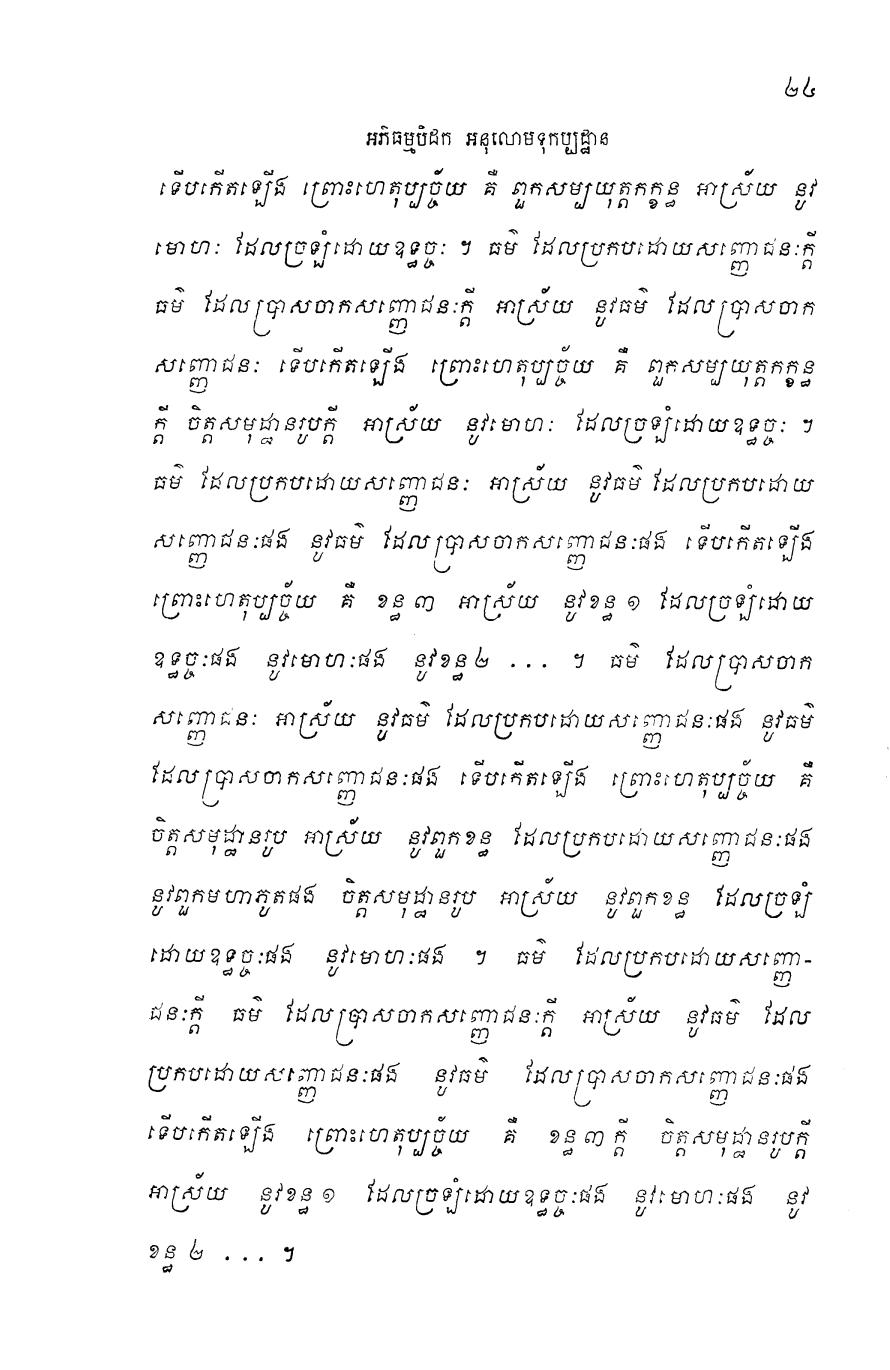 ២៤
អភិធម្មបិដក អនុលោមទុកប្បដ្ឋាន
ទើបកើតឡើង ព្រោះហេតុប្បច្ច័យ គឺ ពួកសម្បយុត្តកក្ខន្ធ អាស្រ័យ នូវ
មោហៈ ដែលច្រឡំដោយឧទ្ធច្ចៈ ។ ធម៌ ដែលប្រកបដោយសញ្ញោជនៈក្តី
ធម៌ ដែលប្រាសចាកសញ្ញោជនៈក្តី អាស្រ័យ នូវធម៌ ដែលប្រាសចាក
សញ្ញោជនៈ ទើបកើតឡើង ព្រោះហេតុប្បច្ច័យ គឺ ពួកសម្បយុត្តកក្ខន្ធ
ក្តី ចិត្តសមុដ្ឋានរូបក្តី អាស្រ័យ នូវមោហៈ ដែលច្រឡំដោយឧទ្ធច្ចៈ ។
ធម៌ ដែលប្រកបដោយសញ្ញោជនៈ អាស្រ័យ នូវធម៌ ដែលប្រកបដោយ
សញ្ញោជនៈផង នូវធម៌ ដែលប្រាសចាកសញ្ញោជនៈផង ទើបកើតឡើង
ព្រោះហេតុប្បច្ច័យ គឺ ខន្ធ ៣ អាស្រ័យ នូវខន្ធ ១ ដែលច្រឡំដោយ
ឧទ្ធច្ចៈផង នូវមោហៈផង នូវខន្ធ ២ ... ។ ធម៌ ដែលប្រាសចាក
សញ្ញោជនៈ អាស្រ័យ នូវធម៌ ដែលប្រកបដោយសញ្ញោជនៈផង នូវធម៌
ដែលប្រាសចាកសញ្ញោជនៈផង ទើបកើតឡើង ព្រោះហេតុប្បច្ច័យ គឺ
ចិត្តសមុដ្ឋានរូប អាស្រ័យ នូវពួកខន្ធ ដែលប្រកបដោយសញ្ញោជនៈផង
នូវពួកមហាភូតផង ចិត្តសមុដ្ឋានរូប អាស្រ័យ នូវពួកខន្ធ ដែលច្រឡំ
ដោយឧទ្ធច្ចៈផង នូវមោហៈផង ។ ធម៌ ដែលប្រកបដោយសញ្ញោ-
ជនៈក្តី ធម៌ ដែលប្រាសចាកសញ្ញោជនៈក្តី អាស្រ័យ នូវធម៌ ដែល
ប្រកបដោយសញ្ញោជនៈផង នូវធម៌ ដែលប្រាសចាកសញ្ញោជនៈផង
ទើបកើតឡើង ព្រោះហេតុប្បច្ច័យ គឺ ខន្ធ ៣ ក្តី ចិត្តសមុដ្ឋានរូបក្តី
អាស្រ័យ នូវខន្ធ ១ ដែលច្រឡំដោយឧទ្ធច្ចៈផង នូវមោហៈផង នូវ
ខន្ធ ២ ... ។